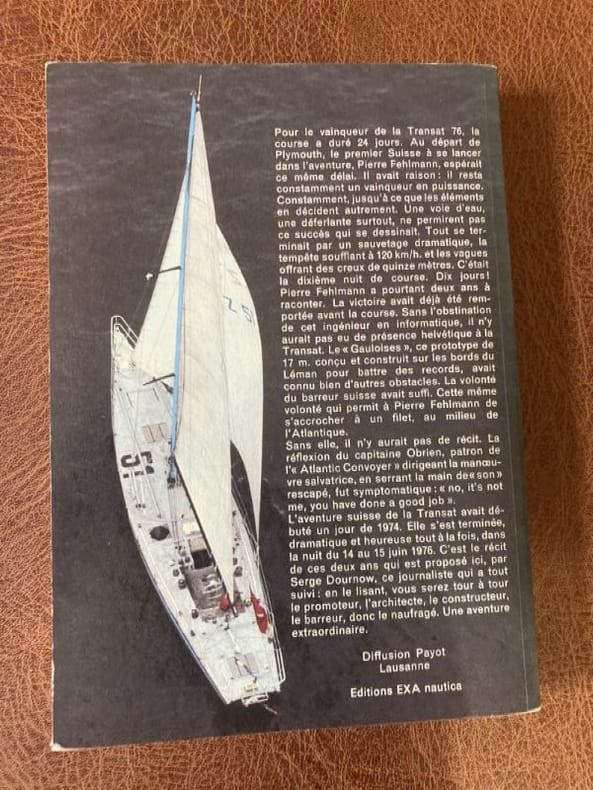 Pour le vainqueur de la Transat 76, la
course a duré 24 jours. Au départ de
Plymouth, le premier Suisse à se lancer
dans l'aventure, Pierre Fehlmann, espérait
ce même délai. Il avait raison: il resta
constamment un vainqueur en puissance.
Constamment, jusqu'à ce que les éléments
en décident autrement. Une voie d'eau,
une déferlante surtout, ne permirent pas
ce succès qui se dessinait. Tout se ter-
minait par un sauvetage dramatique, la
tempête soufflant à 120 km/h. et les vagues
offrant des creux de quinze mètres. C'était
la dixième nuit de course. Dix jours!
Pierre Fehlmann a pourtant deux ans à
raconter. La victoire avait déjà été rem-
portée avant la course. Sans l'obstination
de cet ingénieur en informatique, il n'y
aurait pas eu de présence helvétique à la
Transat. Le « Gauloises », ce prototype de
17 m. conçu et construit sur les bords du
Léman pour battre des records, avait
connu bien d'autres obstacles. La volonté
du barreur suisse avait suffi. Cette même
volonté qui permit à Pierre Fehlmann de
s'accrocher à un filet, au milieu de
l'Atlantique.
Sans elle, il n'y aurait pas de récit. La
réflexion du capitaine Obrien, patron de
l'« Atlantic Convoyer » dirigeant la manœu-
vre salvatrice, en serrant la main de « son »
rescapé, fut symptomatique: « no, it's not
me, you have done a good job ».
L'aventure suisse de la Transat avait dé-
buté un jour de 1974. Elle s'est terminée,
dramatique et heureuse tout à la fois, dans
la nuit du 14 au 15 juin 1976. C'est le récit
de ces deux ans qui est proposé ici, par
Serge Dournow, ce journaliste qui a tout
suivi: en le lisant, vous serez tour à tour
le promoteur, l'architecte, le constructeur,
le barreur, donc le naufragé. Une aventure
extraordinaire.
Diffusion Payot
Lausanne
Editions EXA nautica